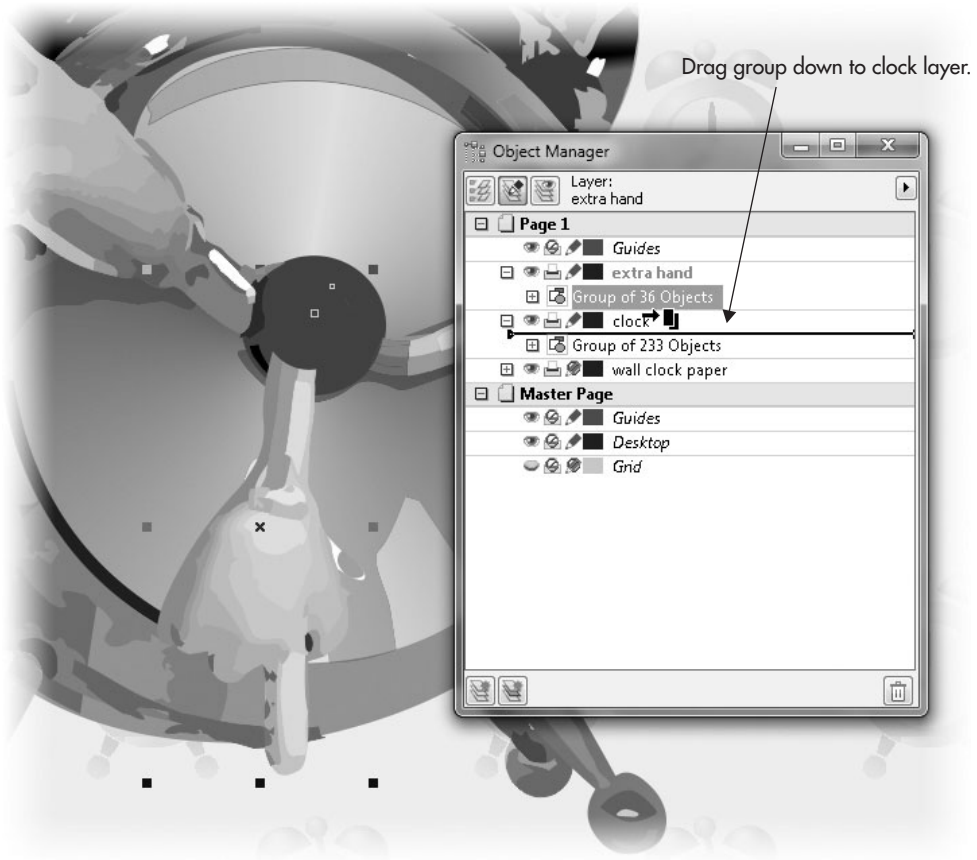 Drag group down to clock layer.
Object Manager
Layer:
extra hand
Page 1
Guides
extra hand
Group of 36 Objects
clock
Group of 233 Objects
wall clock paper
Master Page
Guides
Desktop
Grid